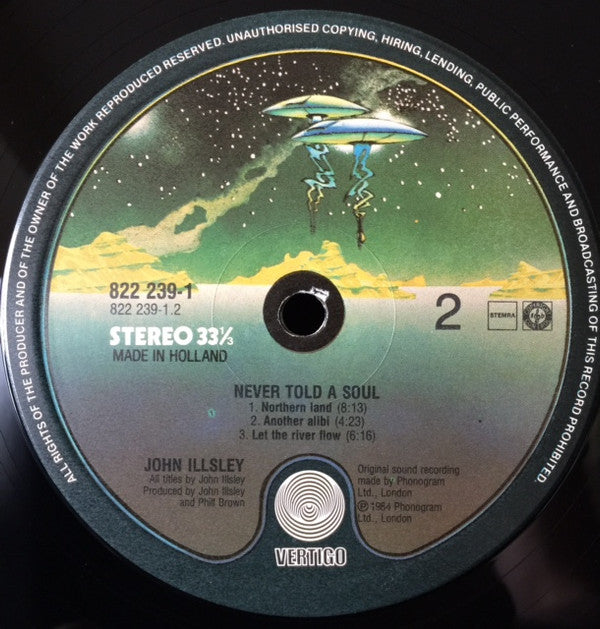 ALL RIGHTS OF THE PRODUCER AND OF THE OWNER OF THE WORK REPRODUCED RESERVED. UNAUTHORISED COPYING, HIRING, LENDING, PUBLIC PERFORMANCE AND BROADCASTING OF THIS RECORD PROHIBITED.
822 239-1
822 239-1.2
STEREO 33⅓
MADE IN HOLLAND
2
STEMRA
NEVER TOLD A SOUL
1. Northern land (8:13)
2. Another alibi (4:23)
3. Let the river flow (6:16)
JOHN ILLSLEY
All titles by John Illsley
Produced by John Illsley
and Phill Brown
Original sound recording
made by Phonogram
Ltd., London
℗ 1984 Phonogram
Ltd., London
VERTIGO